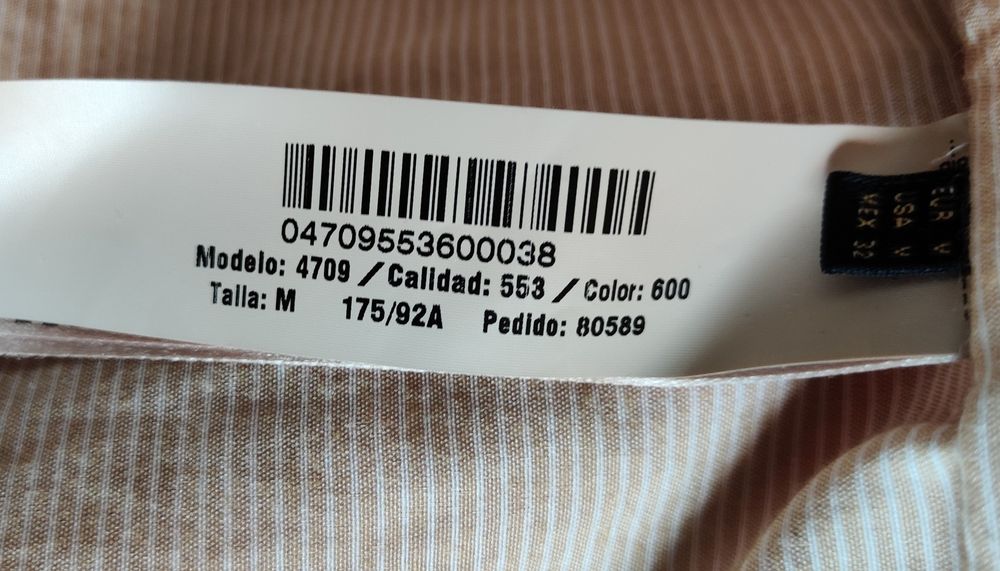 04709553600038
Modelo: 4709 / Calidad: 553 / Color: 600
Talla: M 175/92A Pedido: 80589
EUR
USA
MEX 32